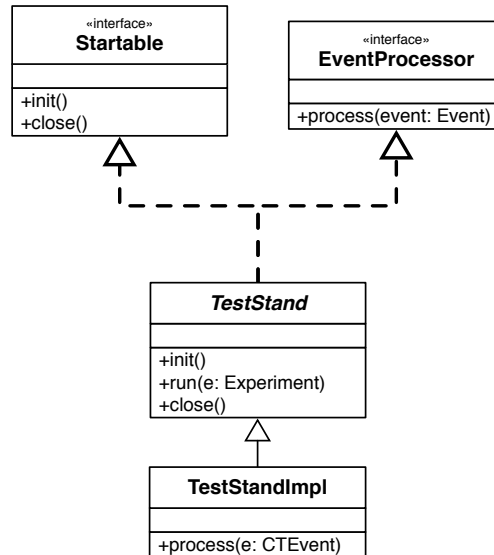 «interface»
Startable
+init()
+close()
«interface»
EventProcessor
+process(event: Event)
TestStand
+init()
+run(e: Experiment)
+close()
TestStandImpl
+process(e: CTEvent)